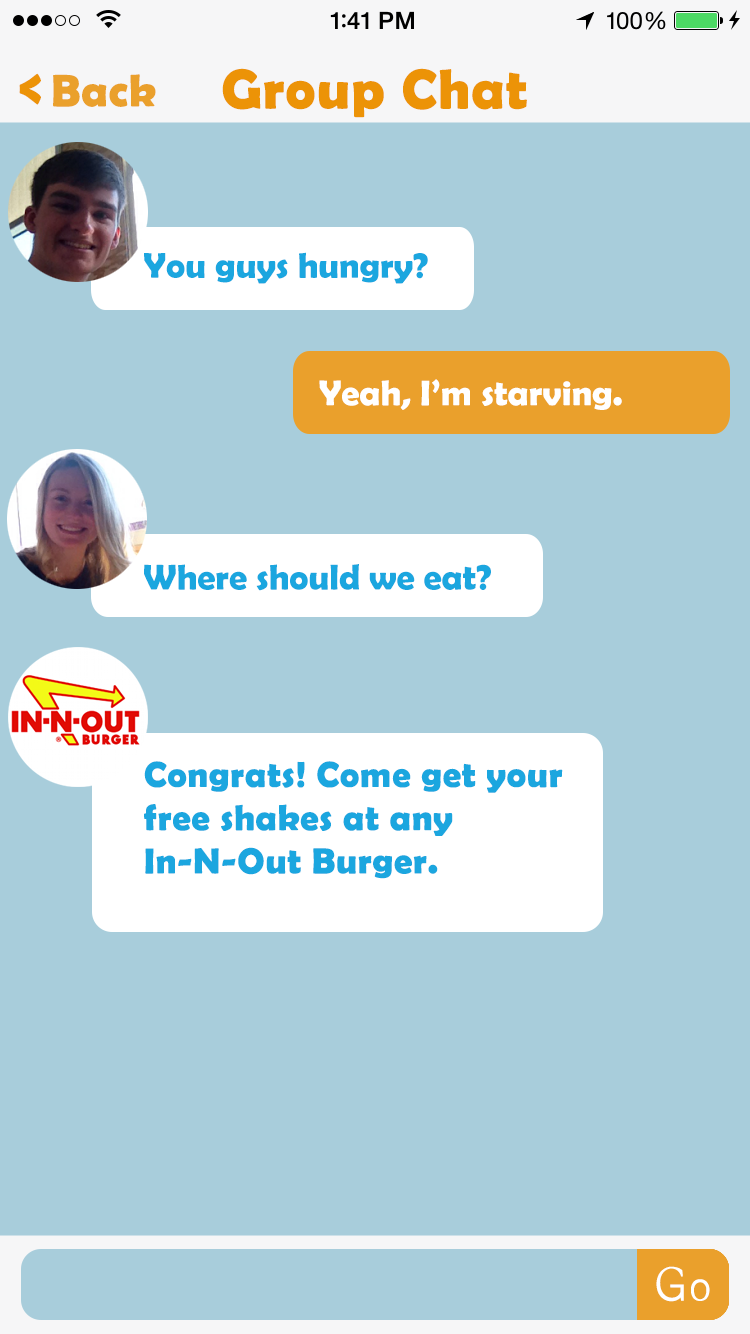 1:41 PM
100%
< Back
Group Chat
You guys hungry?
Yeah, I’m starving.
Where should we eat?
IN-N-OUT
® BURGER
Congrats! Come get your
free shakes at any
In-N-Out Burger.
Go